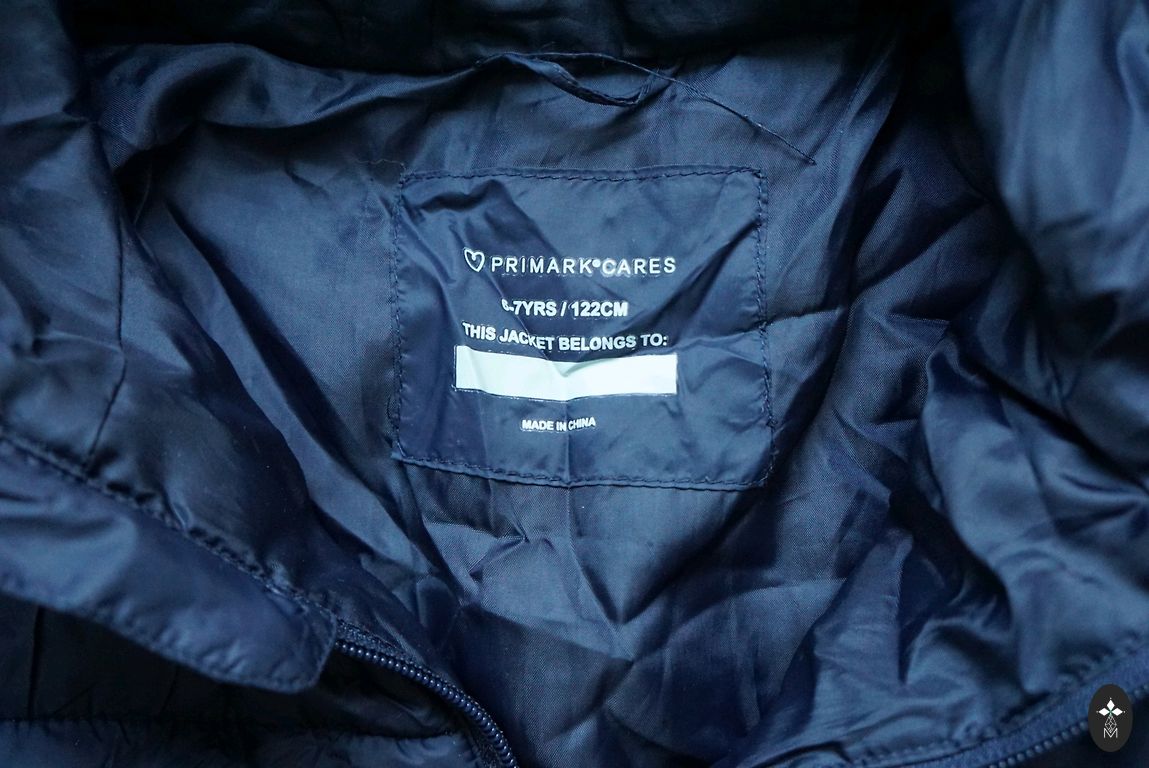 PRIMARK®CARES
6-7YRS / 122CM
THIS JACKET BELONGS TO:
MADE IN CHINA